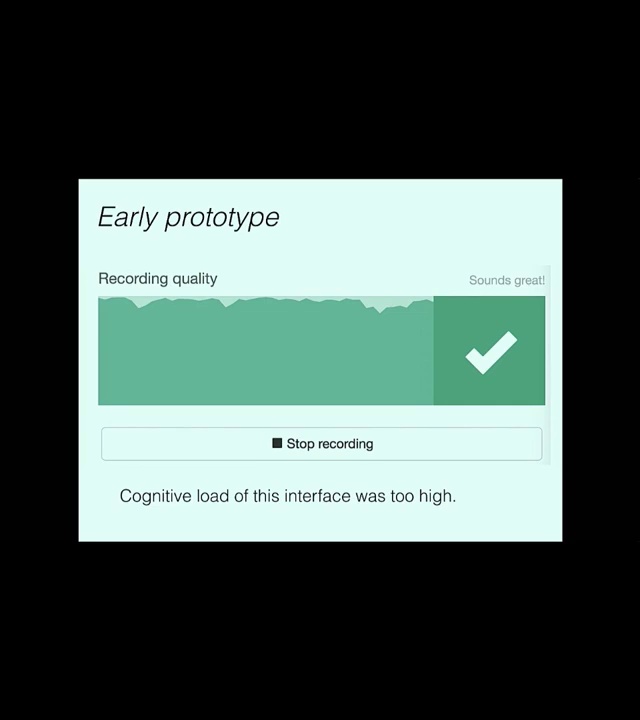 Early prototype
Recording quality
Sounds great!
Stop recording
Cognitive load of this interface was too high.